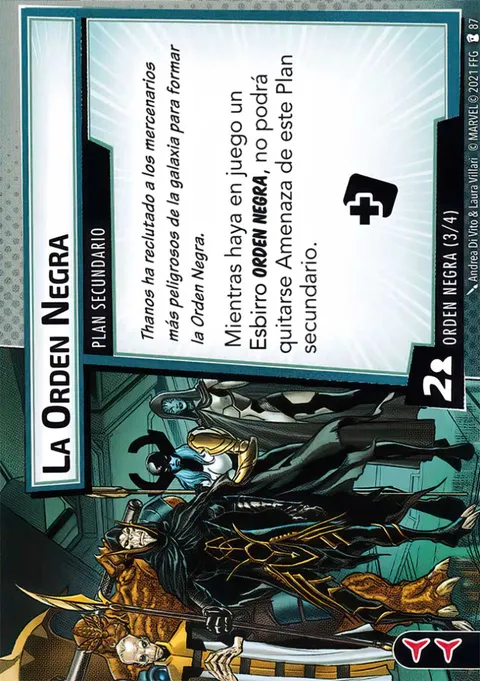 LA ORDEN NEGRA
PLAN SECUNDARIO
Thanos ha reclutado a los mercenarios
más peligrosos de la galaxia para formar
la Orden Negra.
Mientras haya en juego un
Esbirro ORDEN NEGRA, no podrá
quitarse Amenaza de este Plan
secundario.
2
ORDEN NEGRA (3/4)
Andrea Di Vito & Laura Villari
© MARVEL © 2021 FFG
87